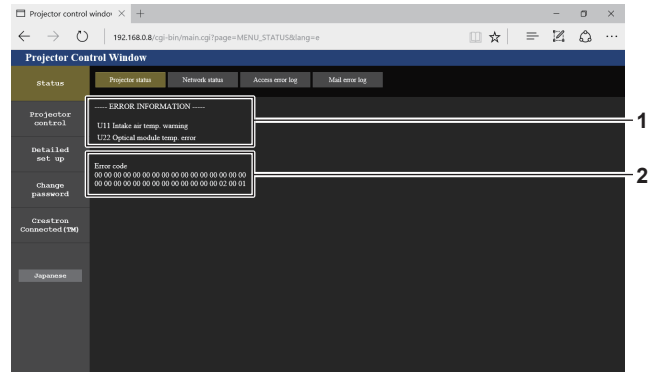 Projector control window
192.168.0.8/cgi-bin/main.cgi?page=MENU_STATUS&lang=e
Projector Control Window
Status
Projector status
Network status
Access error log
Mail error log
----- ERROR INFORMATION -----
U11 Intake air temp. warning
U22 Optical module temp. error
1
Error code
00 00 00 00 00 00 00 00 00 00 00 00 00 00 00 00
00 00 00 00 00 00 00 00 00 00 00 00 00 02 00 01
2
Projector
control
Detailed
set up
Change
password
Crestron
Connected(TM)
Japanese